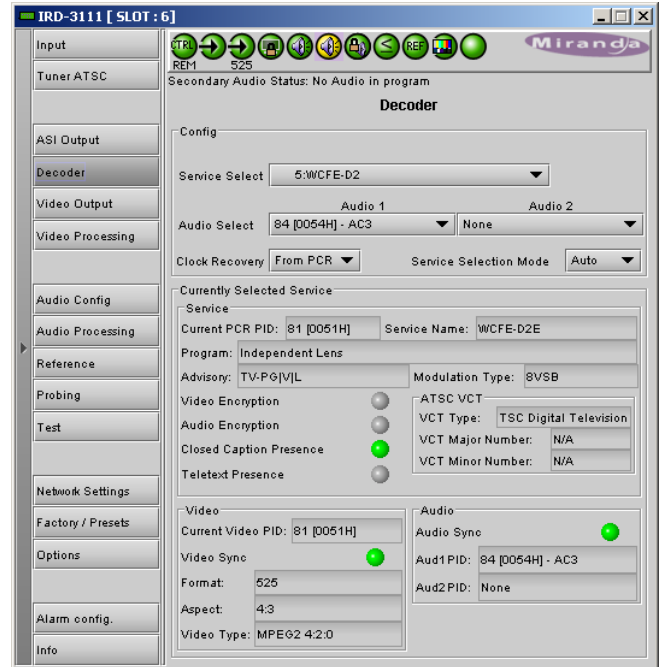 IRD-3111 [ SLOT : 6]
Input
Tuner ATSC
ASI Output
Decoder
Video Output
Video Processing
Audio Config
Audio Processing
Reference
Probing
Test
Network Settings
Factory / Presets
Options
Alarm config.
Info
CTRL REF Miranda
REM 525
Secondary Audio Status: No Audio in program
Decoder
Config
Service Select 5:WCFE-D2
Audio 1 Audio 2
Audio Select 84 [0054H] - AC3 None
Clock Recovery From PCR Service Selection Mode Auto
Currently Selected Service
Service
Current PCR PID: 81 [0051H] Service Name: WCFE-D2E
Program: Independent Lens
Advisory: TV-PG|V|L Modulation Type: 8VSB
Video Encryption
Audio Encryption
Closed Caption Presence
Teletext Presence
ATSC VCT
VCT Type: TSC Digital Television
VCT Major Number: N/A
VCT Minor Number: N/A
Video
Current Video PID: 81 [0051H]
Video Sync
Format: 525
Aspect: 4:3
Video Type: MPEG2 4:2:0
Audio
Audio Sync
Aud1PID: 84 [0054H] - AC3
Aud2PID: None